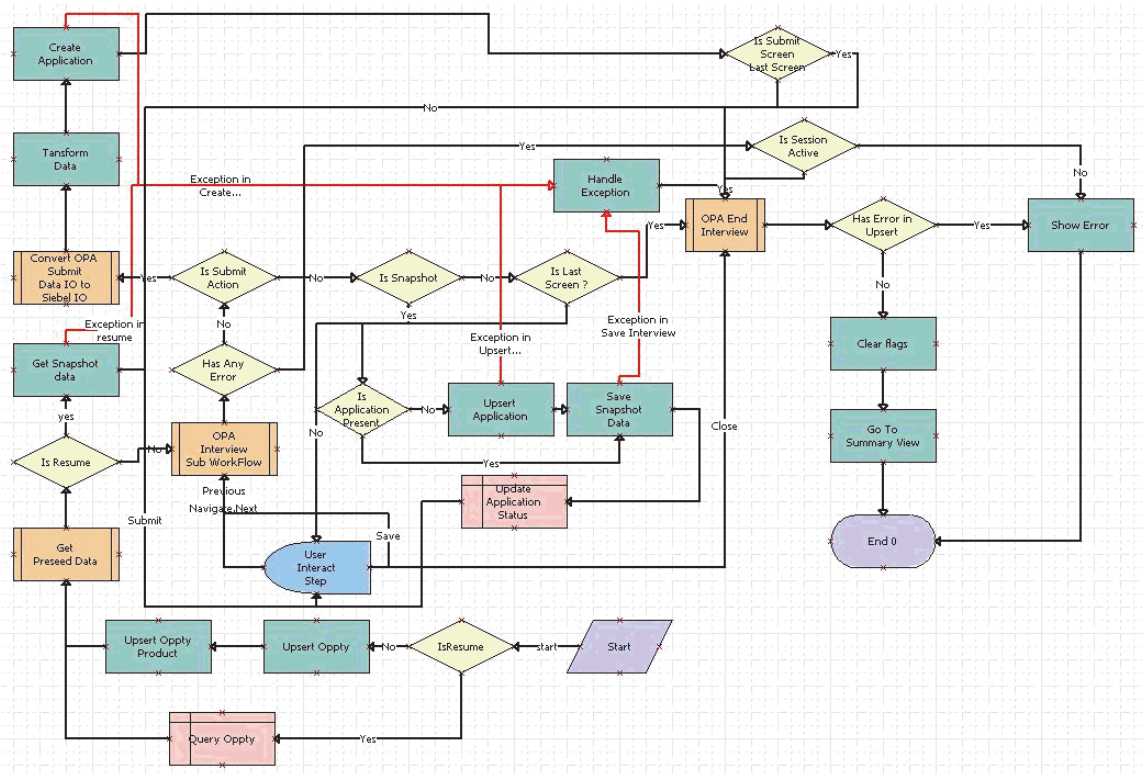 Create
Application
Is Submit
Screen
Last Screen
Yes
No
Tansform
Data
Yes
Is Session
Active
No
Exception in
Create...
Handle
Exception
Yes
Convert OPA
Submit
Data IO to
Siebel IO
Yes
Is Submit
Action
No
Is Snapshot
No
Is Last
Screen ?
Yes
OPA End
Interview
Has Error in
Upsert
Yes
Show Error
No
Exception in
resume
No
Yes
Exception in
Upsert...
Exception in
Save Interview
Get Snapshot
data
Has Any
Error
Clear flags
yes
Is
Application
Present
No
Upsert
Application
Save
Snapshot
Data
Close
Go To
Summary View
Is Resume
No
OPA
Interview
Sub WorkFlow
No
Yes
Previous
Navigate,Next
Update
Application
Status
Submit
Save
Get
Preseed Data
User
Interact
Step
End 0
Upsert Oppty
Product
Upsert Oppty
No
IsResume
start
Start
Query Oppty
Yes